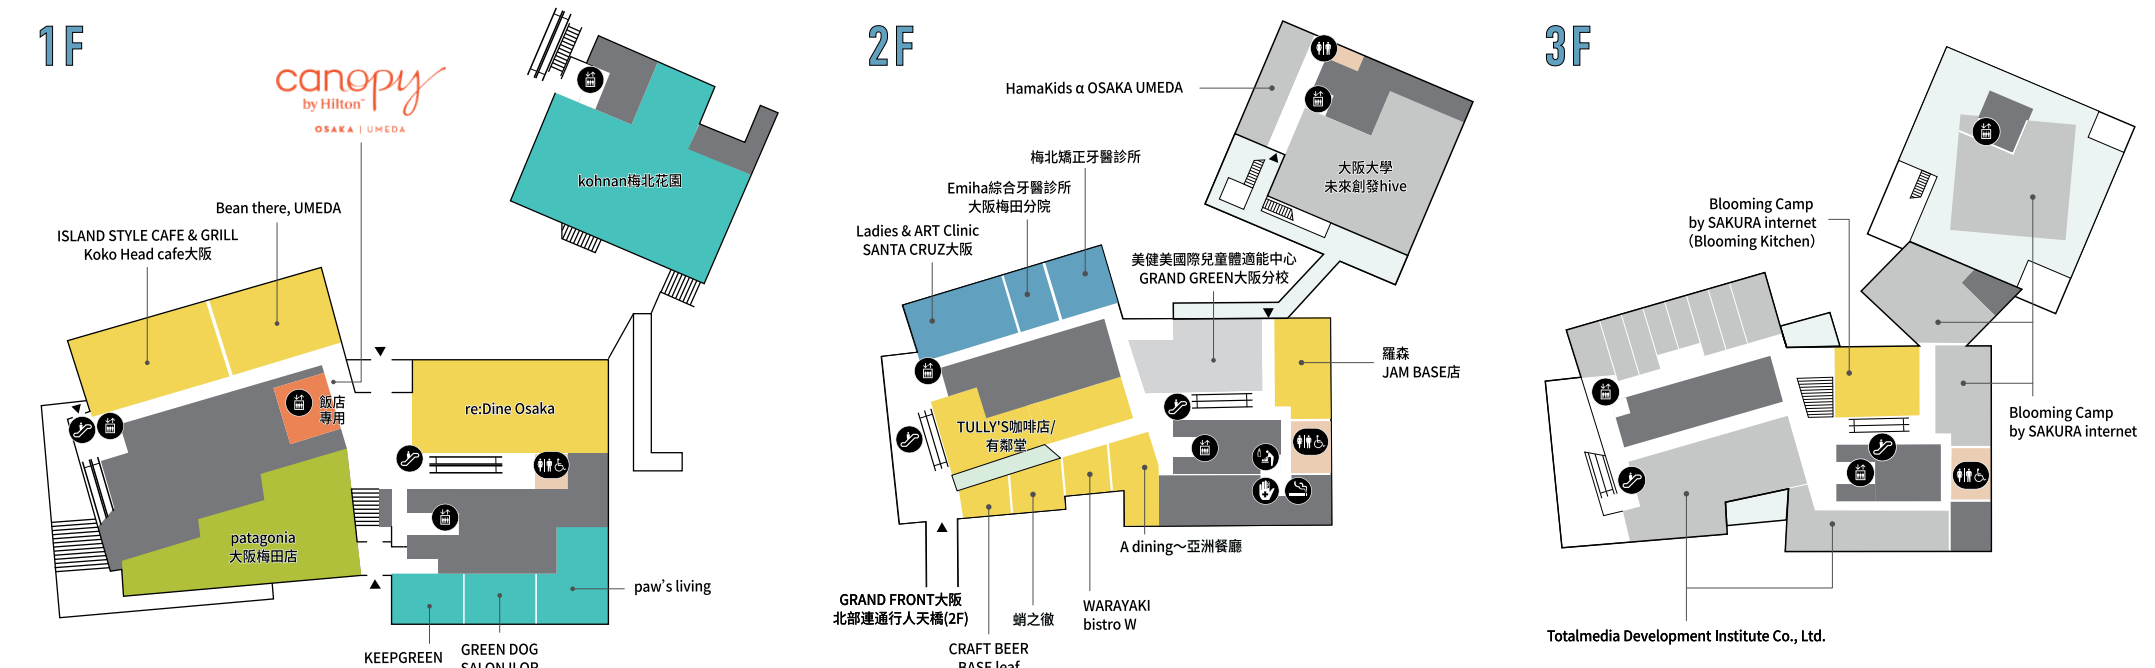 1F
canopy
by Hilton™
OSAKA | UMEDA
kohnan梅北花園
Bean there, UMEDA
ISLAND STYLE CAFE & GRILL
Koko Head cafe大阪
飯店
專用
re:Dine Osaka
patagonia
大阪梅田店
paw's living
KEEPGREEN
GREEN DOG
SALON
2F
HamaKids α OSAKA UMEDA
梅北矯正牙醫診所
Emiha綜合牙醫診所
大阪梅田分院
Ladies & ART Clinic
SANTA CRUZ大阪
大阪大學
未來創發hive
美健美國際兒童體適能中心
GRAND GREEN大阪分校
羅森
JAM BASE店
TULLY'S咖啡店/
有鄰堂
A dining～亞洲餐廳
GRAND FRONT大阪
北部連通行人天橋(2F)
蛸之徹
WARAYAKI
bistro W
CRAFT BEER
BASE leaf
3F
Blooming Camp
by SAKURA internet
（Blooming Kitchen）
Blooming Camp
by SAKURA internet
Totalmedia Development Institute Co., Ltd.